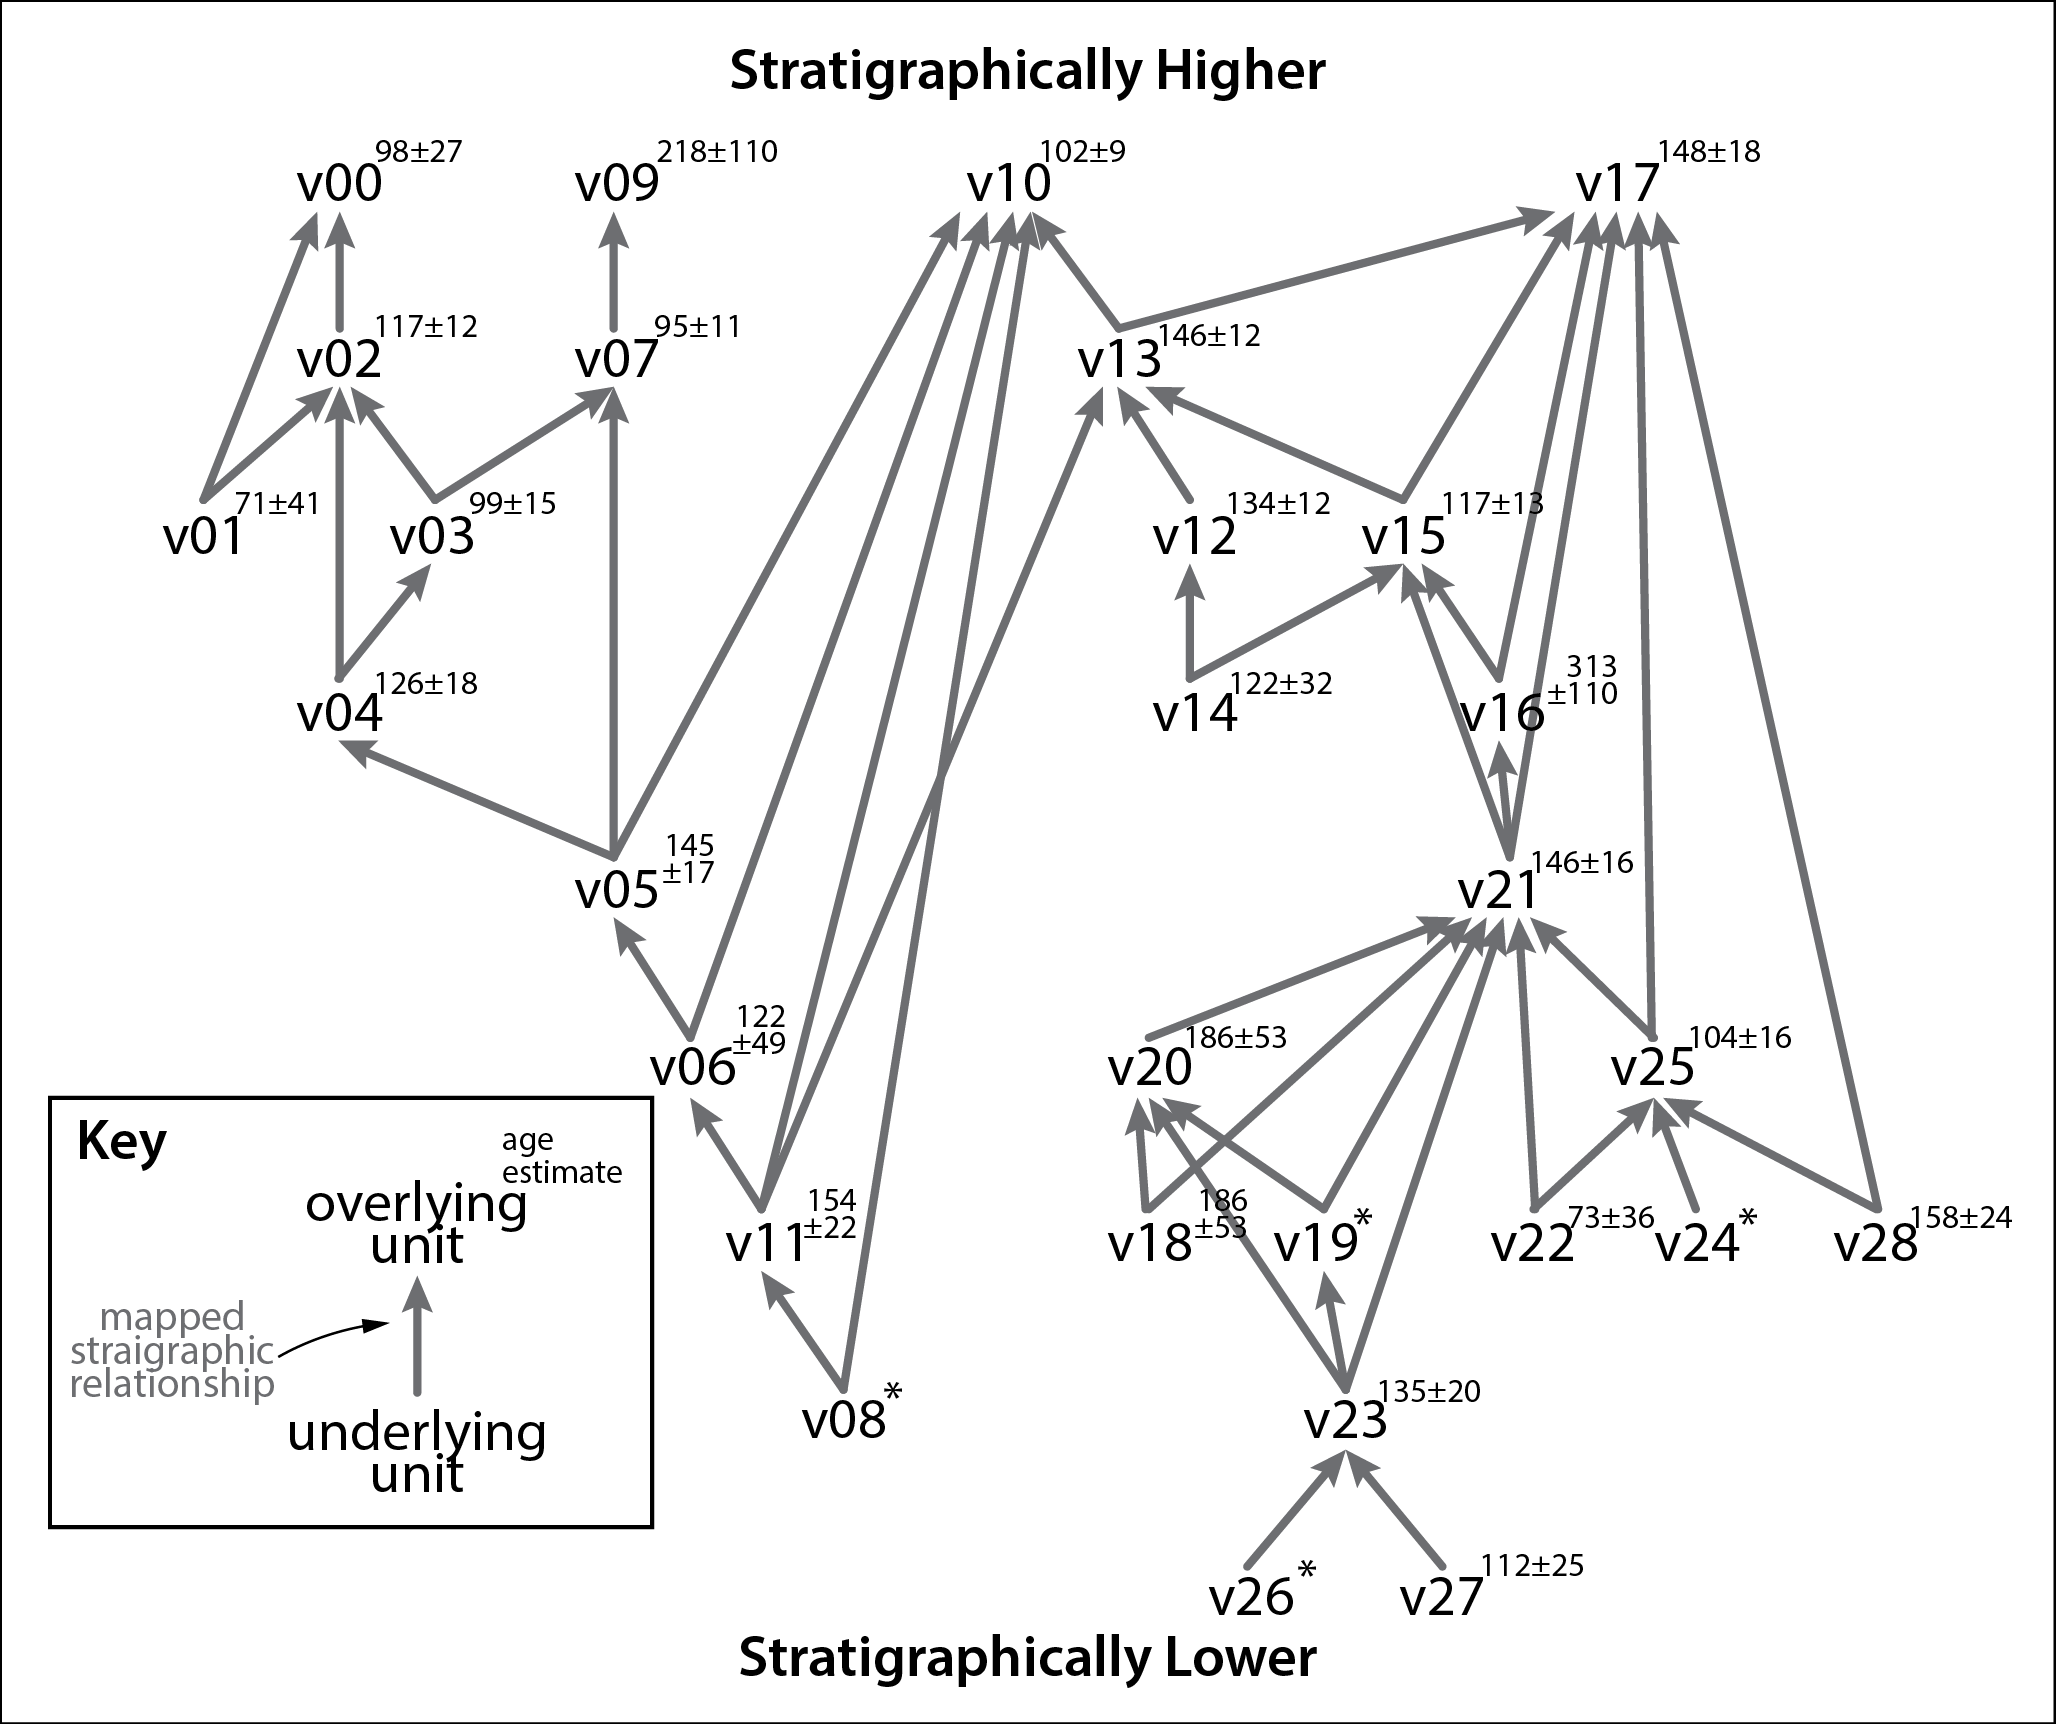 Stratigraphically Higher
v00 98±27
v09 218±110
v10 102±9
v17 148±18
v02 117±12
v07 95±11
v13 146±12
v01 71±41
v03 99±15
v12 134±12
v15 117±13
v04 126±18
v14 122±32
v16 313
±110
v05 145
±17
v21 146±16
v06 122
±49
v20 186±53
v25 104±16
v11 154
±22
v18 186
±53
v19*
v22 73±36
v24*
v28 158±24
v08*
v23 135±20
v26*
v27 112±25
Key
age
estimate
overlying
unit
mapped
straigraphic
relationship
underlying
unit
Stratigraphically Lower